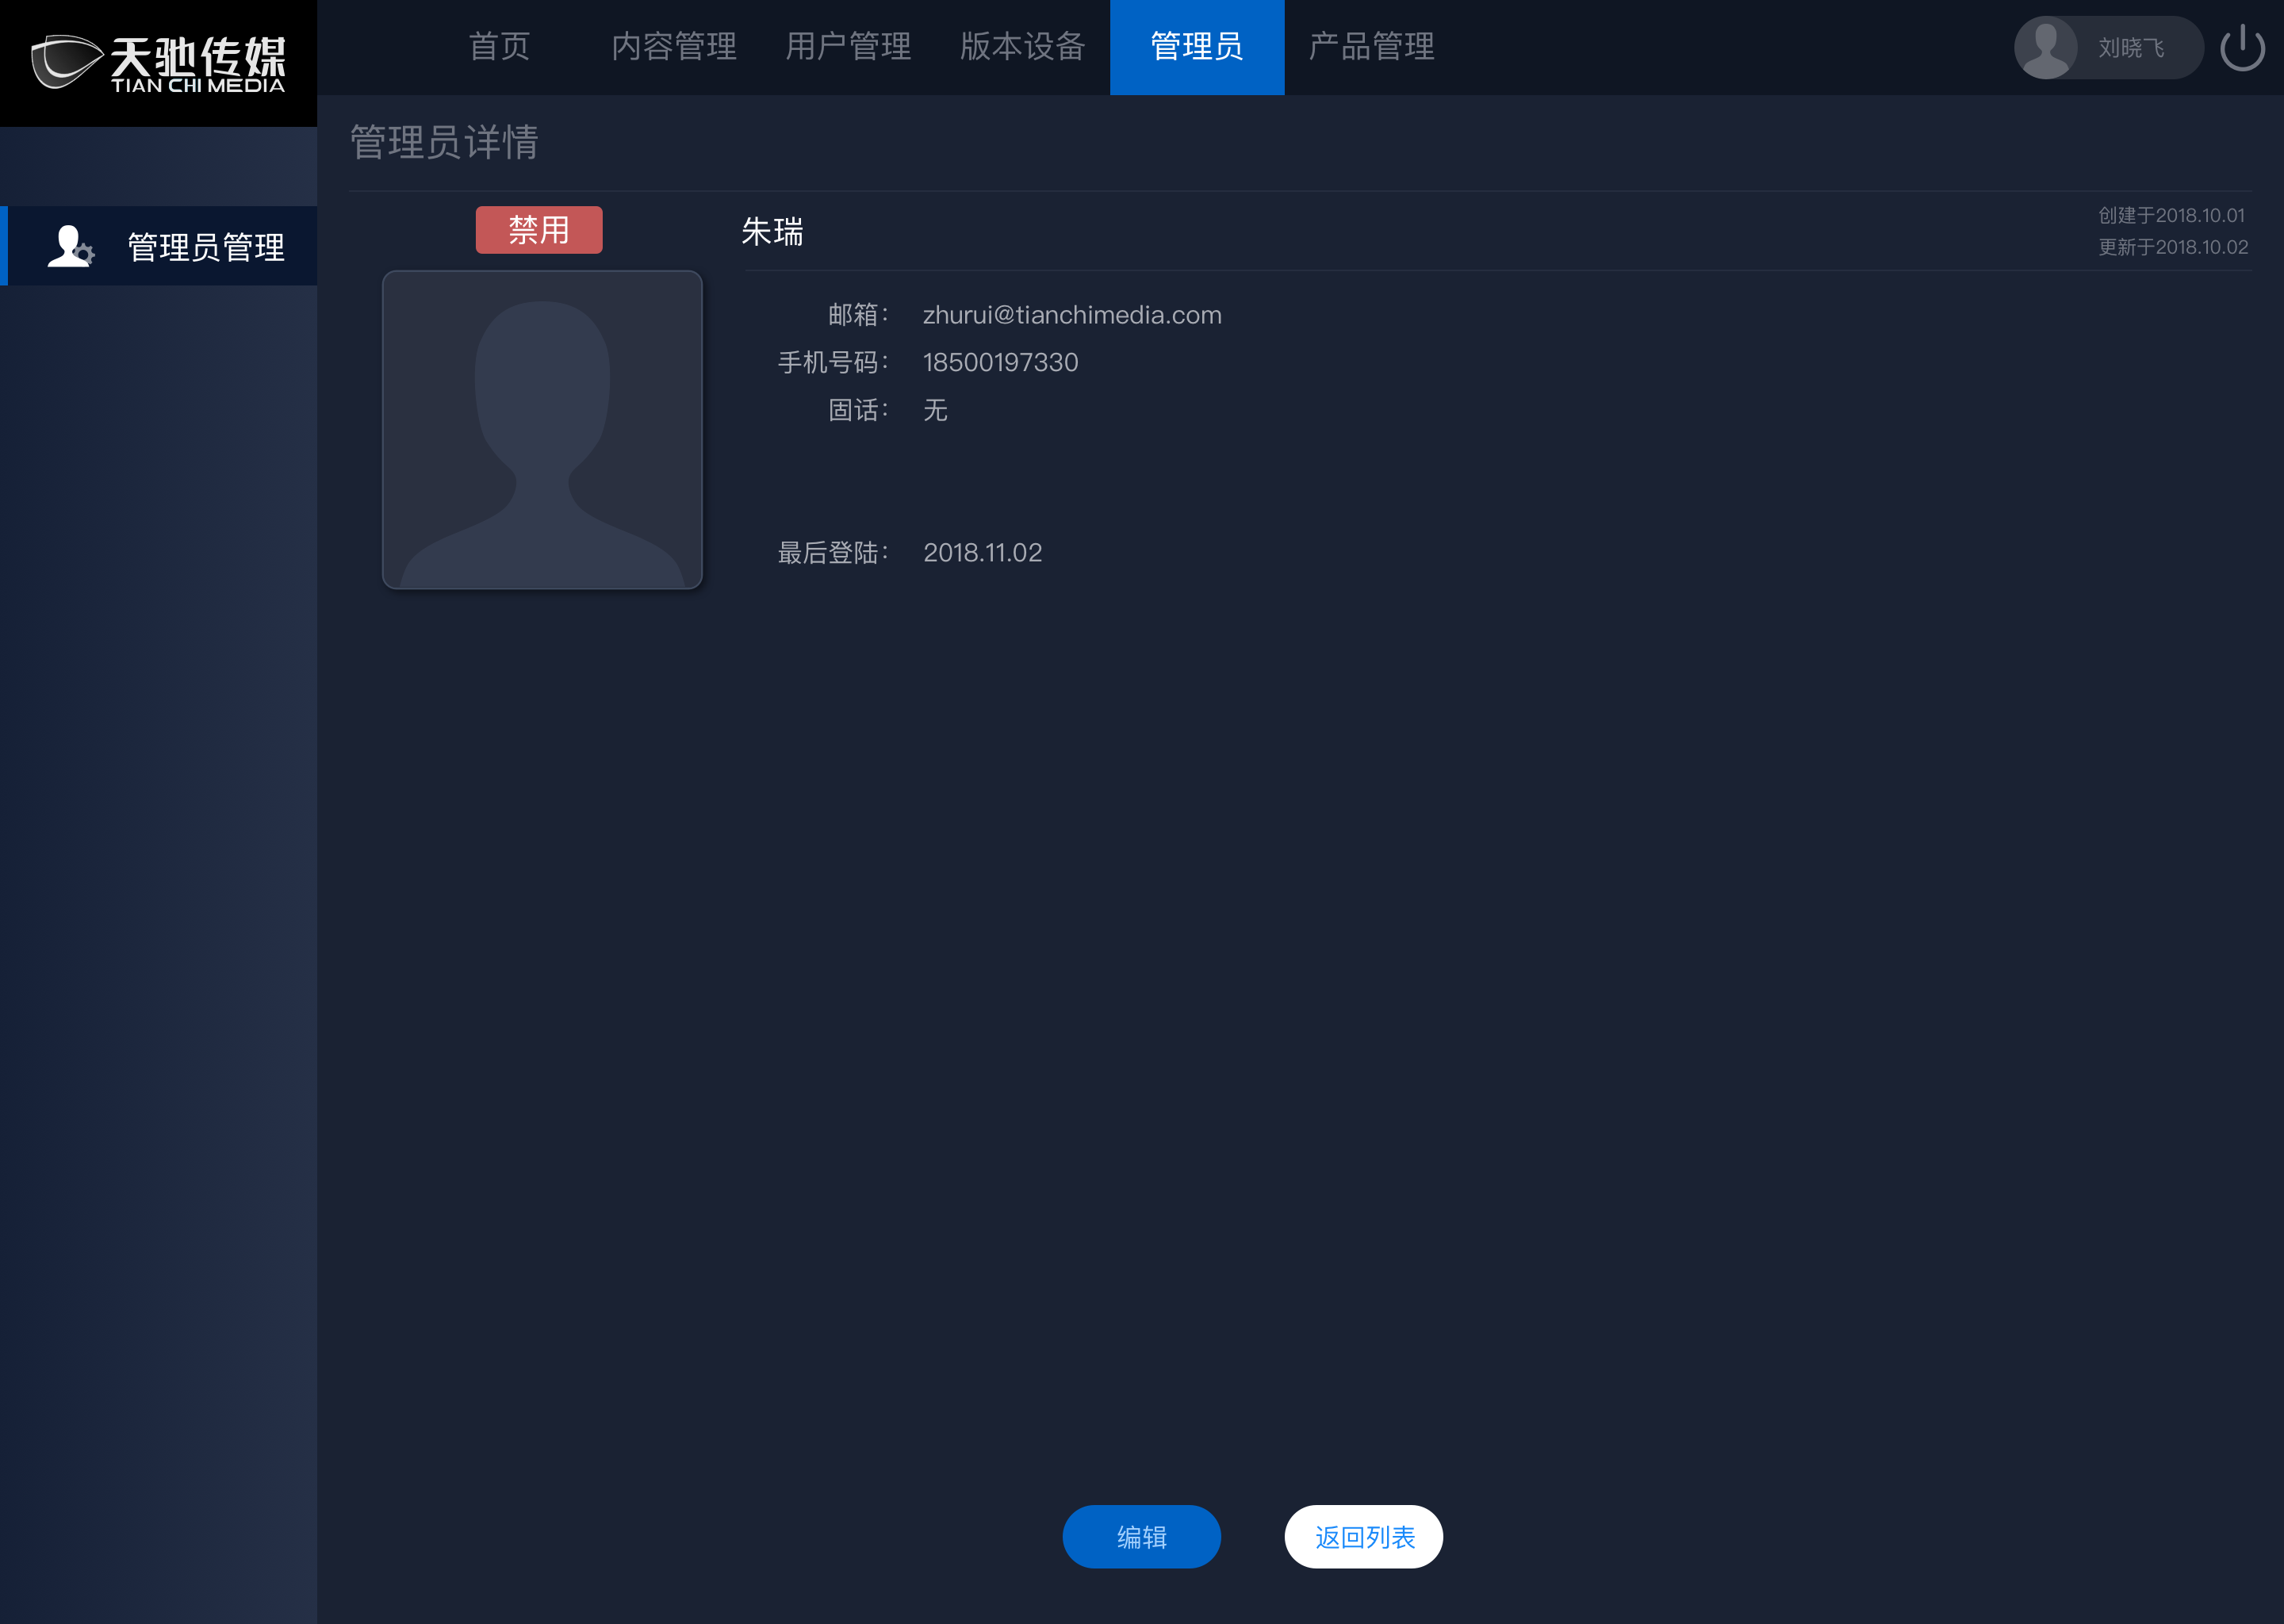 天驰传媒
TIAN CHI MEDIA
首页 内容管理 用户管理 版本设备 管理员 产品管理 刘晓飞
管理员管理
管理员详情
禁用
朱瑞
创建于2018.10.01
更新于2018.10.02
邮箱： zhurui@tianchimedia.com
手机号码： 18500197330
固话： 无
最后登陆： 2018.11.02
编辑 返回列表